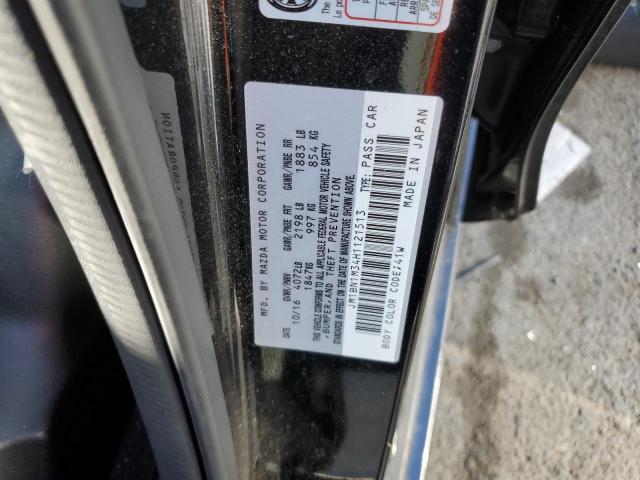 MFD. BY MAZDA MOTOR CORPORATION
DATE GVWR/PNBV GAWR/PNBE FRT GAWR/PNBE RR
10/16 4072LB 2198 LB 1883 LB
1847KG 997 KG 854 KG
THIS VEHICLE CONFORMS TO ALL APPLICABLE FEDERAL MOTOR VEHICLE SAFETY
,BUMPER,AND THEFT PREVENTION
STANDARDS IN EFFECT ON THE DATE OF MANUFACTURE SHOWN ABOVE.
JM1BN1M34H1121513 TYPE: PASS CAR
BODY COLOR CODE:41W MADE IN JAPAN
The
Le